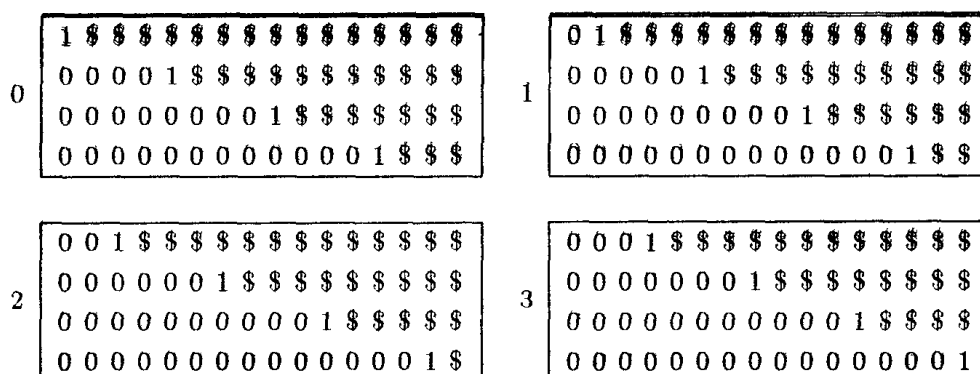 0
1 $ $ $ $ $ $ $ $ $ $ $ $ $ $ $
0 0 0 0 1 $ $ $ $ $ $ $ $ $ $ $
0 0 0 0 0 0 0 0 1 $ $ $ $ $ $ $
0 0 0 0 0 0 0 0 0 0 0 0 1 $ $ $
1
0 1 $ $ $ $ $ $ $ $ $ $ $ $ $ $
0 0 0 0 0 1 $ $ $ $ $ $ $ $ $ $
0 0 0 0 0 0 0 0 0 1 $ $ $ $ $ $
0 0 0 0 0 0 0 0 0 0 0 0 0 1 $ $
2
0 0 1 $ $ $ $ $ $ $ $ $ $ $ $ $
0 0 0 0 0 0 1 $ $ $ $ $ $ $ $ $
0 0 0 0 0 0 0 0 0 0 1 $ $ $ $ $
0 0 0 0 0 0 0 0 0 0 0 0 0 0 1 $
3
0 0 0 1 $ $ $ $ $ $ $ $ $ $ $ $
0 0 0 0 0 0 0 1 $ $ $ $ $ $ $ $
0 0 0 0 0 0 0 0 0 0 0 1 $ $ $ $
0 0 0 0 0 0 0 0 0 0 0 0 0 0 0 1